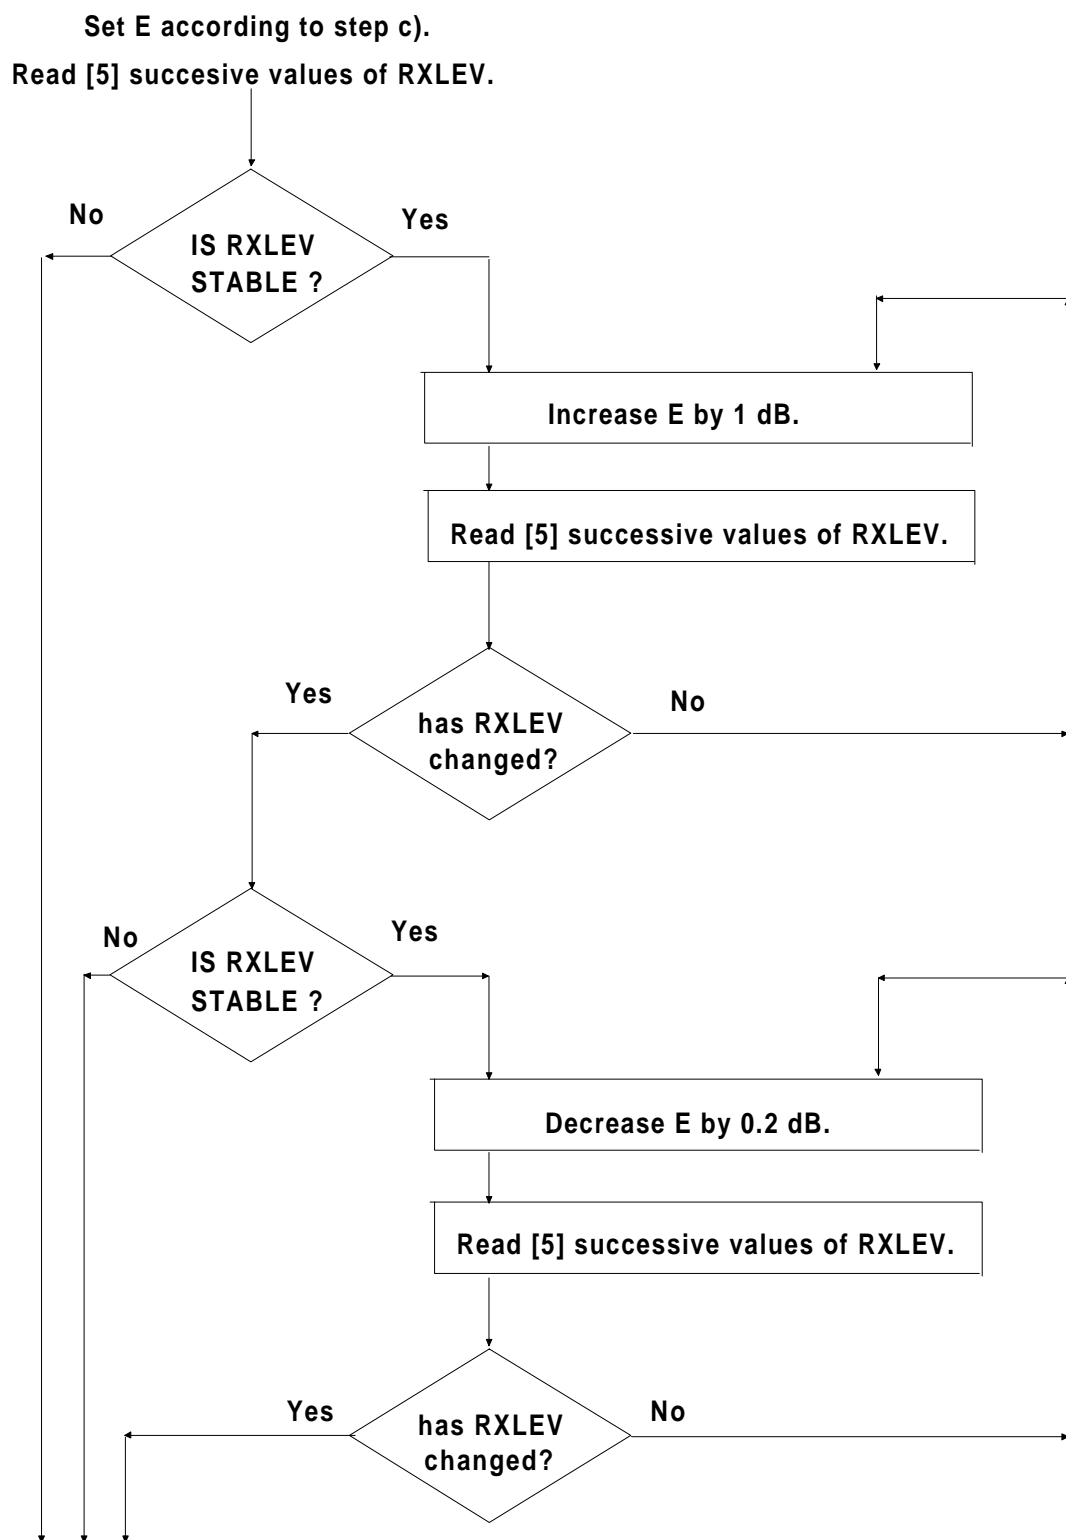 Set E according to step c).
Read [5] succesive values of RXLEV.
No
Yes
IS RXLEV
STABLE ?
Increase E by 1 dB.
Read [5] successive values of RXLEV.
Yes
No
has RXLEV
changed?
No
Yes
IS RXLEV
STABLE ?
Decrease E by 0.2 dB.
Read [5] successive values of RXLEV.
Yes
No
has RXLEV
changed?